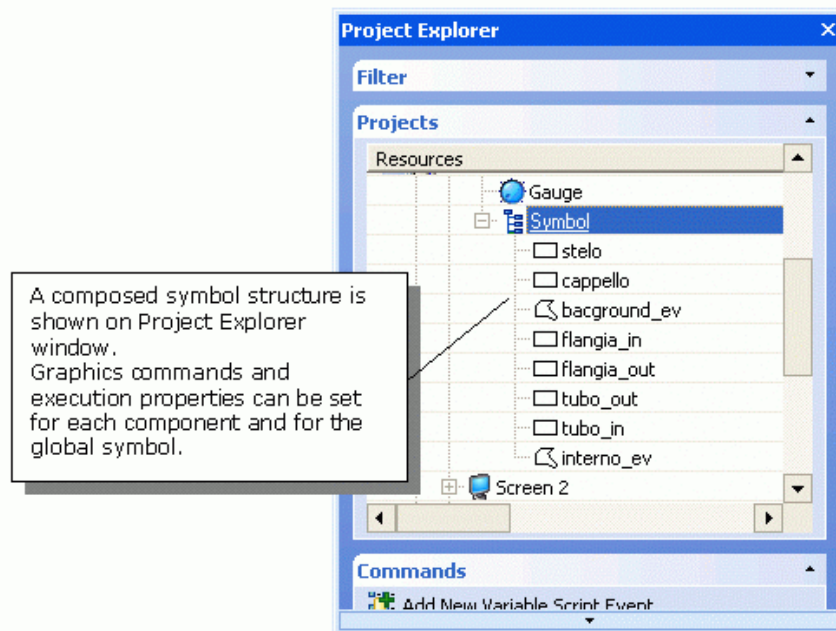 Project Explorer
Filter
Projects
Resources
Gauge
Symbol
stelo
cappello
bacground_ev
flangia_in
flangia_out
tubo_out
tubo_in
interno_ev
Screen 2
A composed symbol structure is
shown on Project Explorer
window.
Graphics commands and
execution properties can be set
for each component and for the
global symbol.
Commands
Add New Variable Script Event